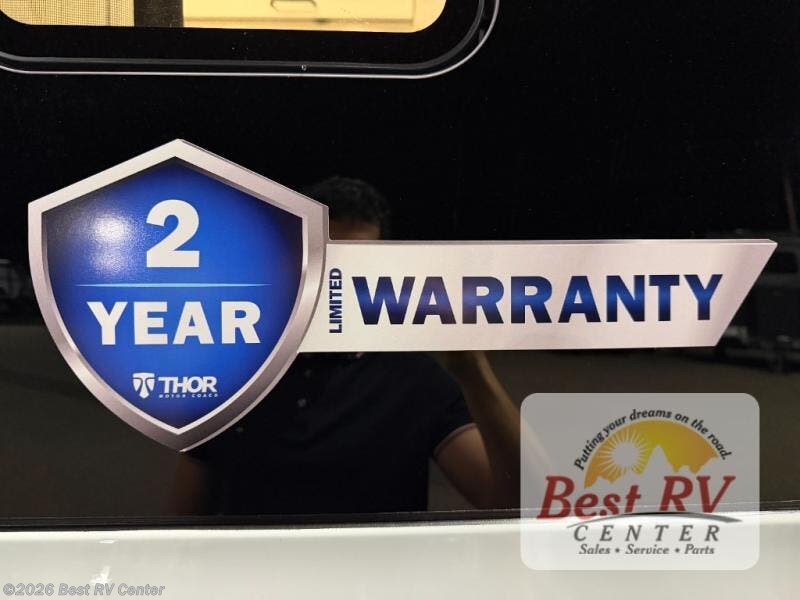 2
YEAR
THOR
MOTOR COACH
LIMITED
WARRANTY
Putting your dreams on the road.
Best RV
CENTER
Sales • Service • Parts
©2026 Best RV Center